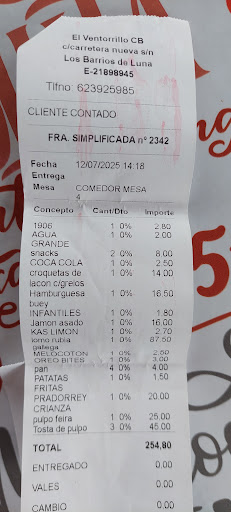 El Ventorrillo CB
c/carretera nueva s/n
Los Barrios de Luna
E-21898945
Tlfno: 623925985
CLIENTE CONTADO
FRA. SIMPLIFICADA nº 2342
Fecha 12/07/2025 14:18
Entrega
Mesa COMEDOR MESA
4
Concepto Cant/Dto Importe
1906 1 0% 2.80
AGUA 1 0% 2.00
GRANDE
snacks 2 0% 8.00
COCA COLA 1 0% 2.50
croquetas de 1 0% 14.00
lacon c/grelos
Hamburguesa 1 0% 16.50
buey
INFANTILES 1 0% 1.80
Jamon asado 1 0% 16.00
KAS LIMON 1 0% 2.70
lomo rubia 1 0% 87.50
gallega
MELOCOTON 1 0% 2.50
OREO BITES 1 0% 3.00
pan 4 0% 4.00
PATATAS 1 0% 1.50
FRITAS
PRADORREY 1 0% 20.00
CRIANZA
pulpo feira 1 0% 25.00
Tosta de pulpo 3 0% 45.00
TOTAL 254,80
ENTREGADO 0.00
VALES 0.00
CAMBIO 0.00